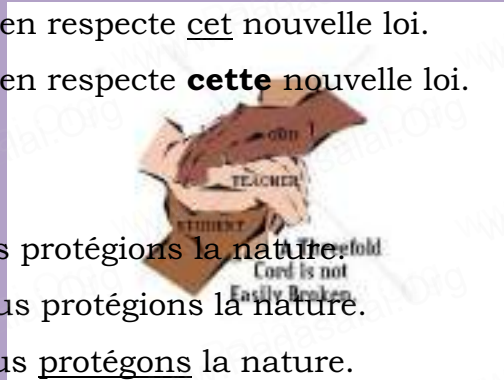 en respecte cet nouvelle loi.
en respecte cette nouvelle loi.
GOD
TEACHER
STUDENT
s protégions la nature.
A Threefold
Cord is not
Easily Broken
us protégions la nature.
us protégons la nature.